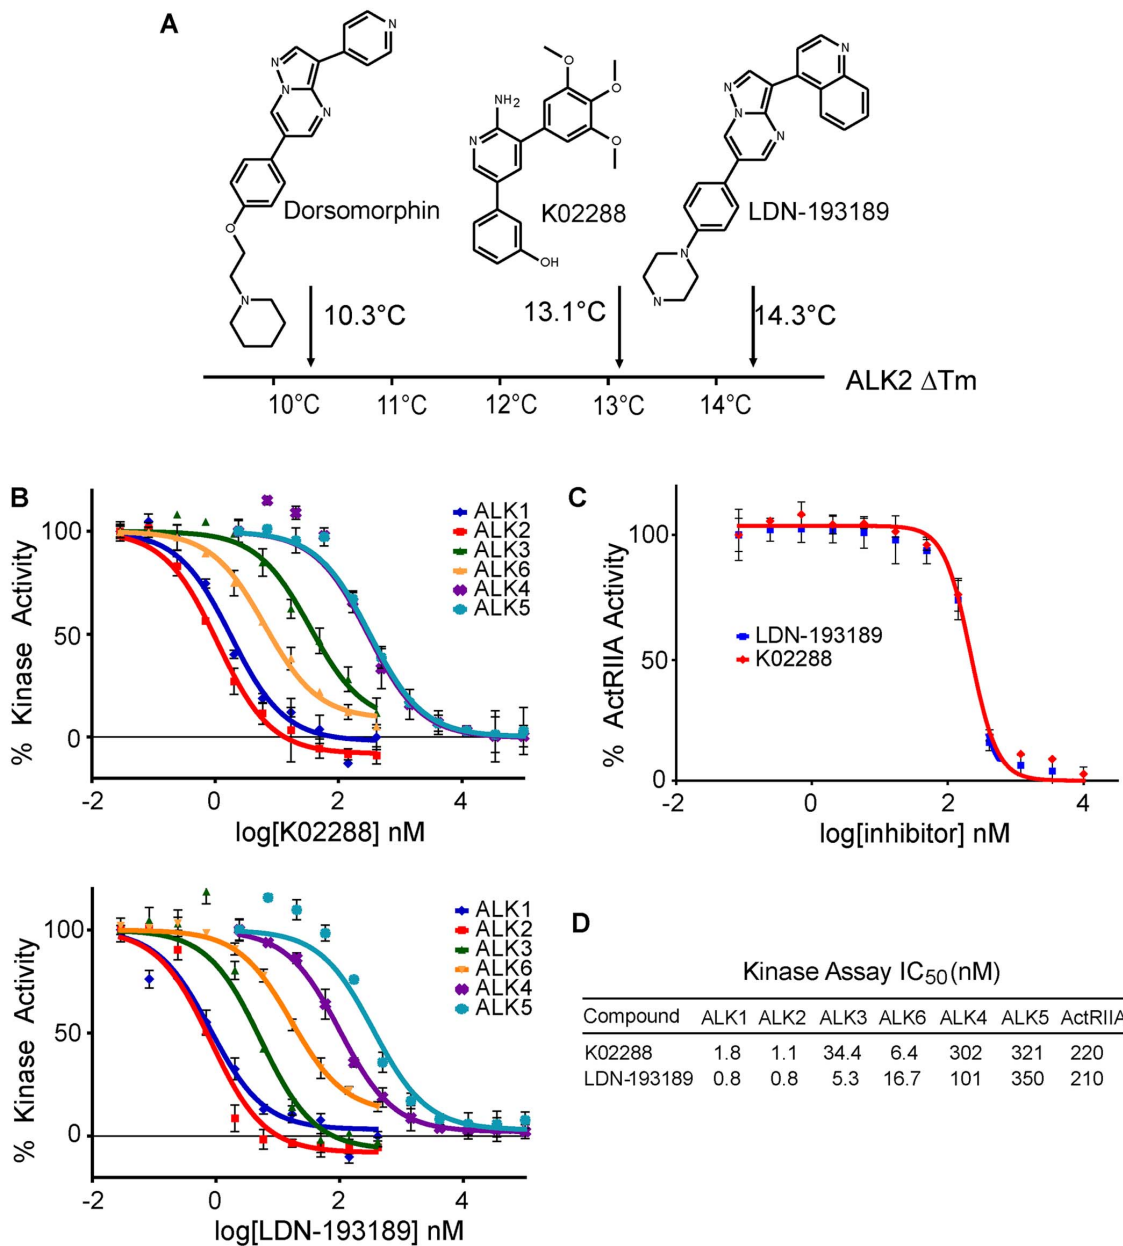 A
N
N
N
N
O
N
Dorsomorphin
NH2
N
O
O
O
OH
K02288
N
N
N
N
N
N
LDN-193189
10.3°C
13.1°C
14.3°C
10°C 11°C 12°C 13°C 14°C
ALK2 ΔTm
B
% Kinase Activity
100
50
0
-2 0 2 4
log[K02288] nM
ALK1
ALK2
ALK3
ALK6
ALK4
ALK5
C
% ActRIIA Activity
100
50
0
-2 0 2 4
log[inhibitor] nM
LDN-193189
K02288
% Kinase Activity
100
50
0
-2 0 2 4
log[LDN-193189] nM
ALK1
ALK2
ALK3
ALK6
ALK4
ALK5
D
Kinase Assay IC50(nM)
Compound ALK1 ALK2 ALK3 ALK6 ALK4 ALK5 ActRIIA
K02288 1.8 1.1 34.4 6.4 302 321 220
LDN-193189 0.8 0.8 5.3 16.7 101 350 210